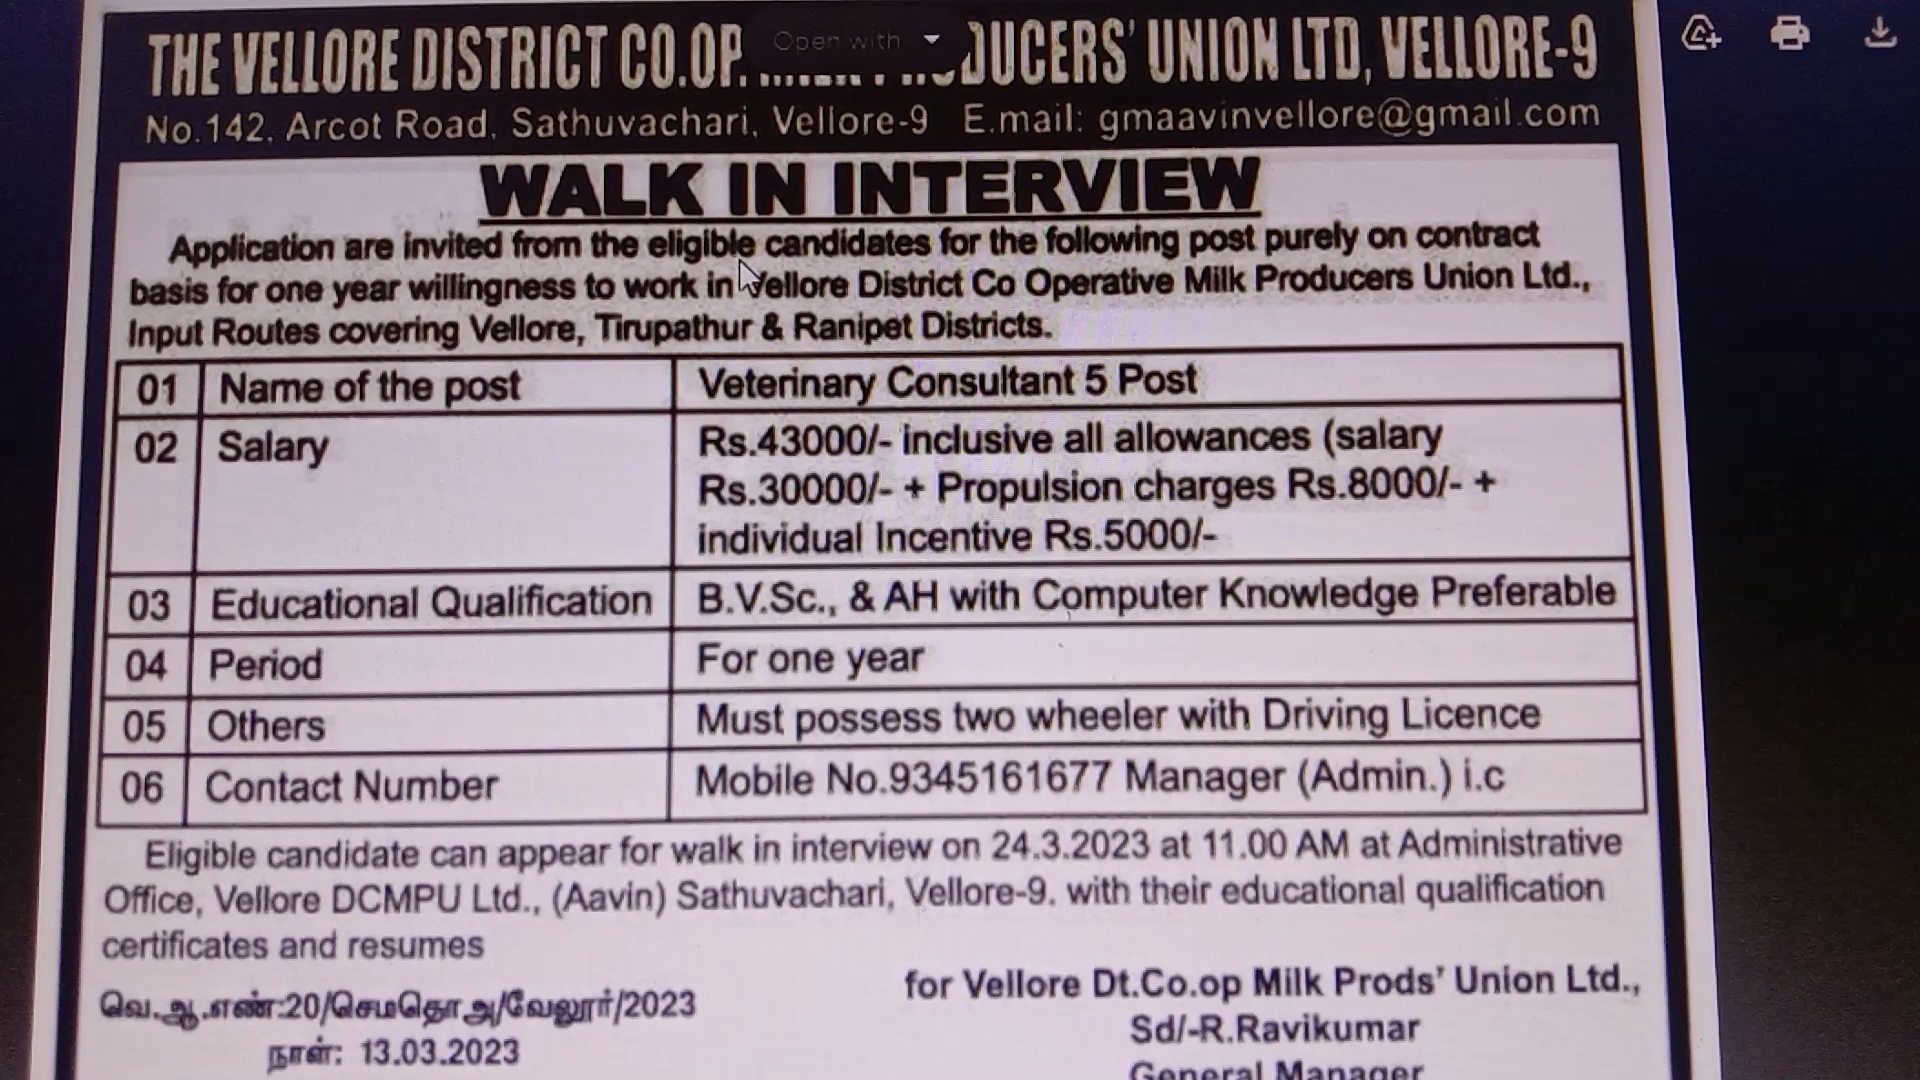 THE VELLORE DISTRICT CO.OP. PRODUCERS' UNION LTD, VELLORE-9
Open with
No.142, Arcot Road, Sathuvachari, Vellore-9 E.mail: gmaavinvellore@gmail.com
WALK IN INTERVIEW
Application are invited from the eligible candidates for the following post purely on contract
basis for one year willingness to work in Vellore District Co Operative Milk Producers Union Ltd.,
Input Routes covering Vellore, Tirupathur & Ranipet Districts.
01 Name of the post Veterinary Consultant 5 Post
02 Salary Rs.43000/- inclusive all allowances (salary
Rs.30000/- + Propulsion charges Rs.8000/- +
individual Incentive Rs.5000/-
03 Educational Qualification B.V.Sc., & AH with Computer Knowledge Preferable
04 Period For one year
05 Others Must possess two wheeler with Driving Licence
06 Contact Number Mobile No.9345161677 Manager (Admin.) i.c
Eligible candidate can appear for walk in interview on 24.3.2023 at 11.00 AM at Administrative
Office, Vellore DCMPU Ltd., (Aavin) Sathuvachari, Vellore-9. with their educational qualification
certificates and resumes
வெ.ஆ.எண்:20/செமதொஅ/வேலூர்/2023
நாள்: 13.03.2023
for Vellore Dt.Co.op Milk Prods' Union Ltd.,
Sd/-R.Ravikumar
General Manager